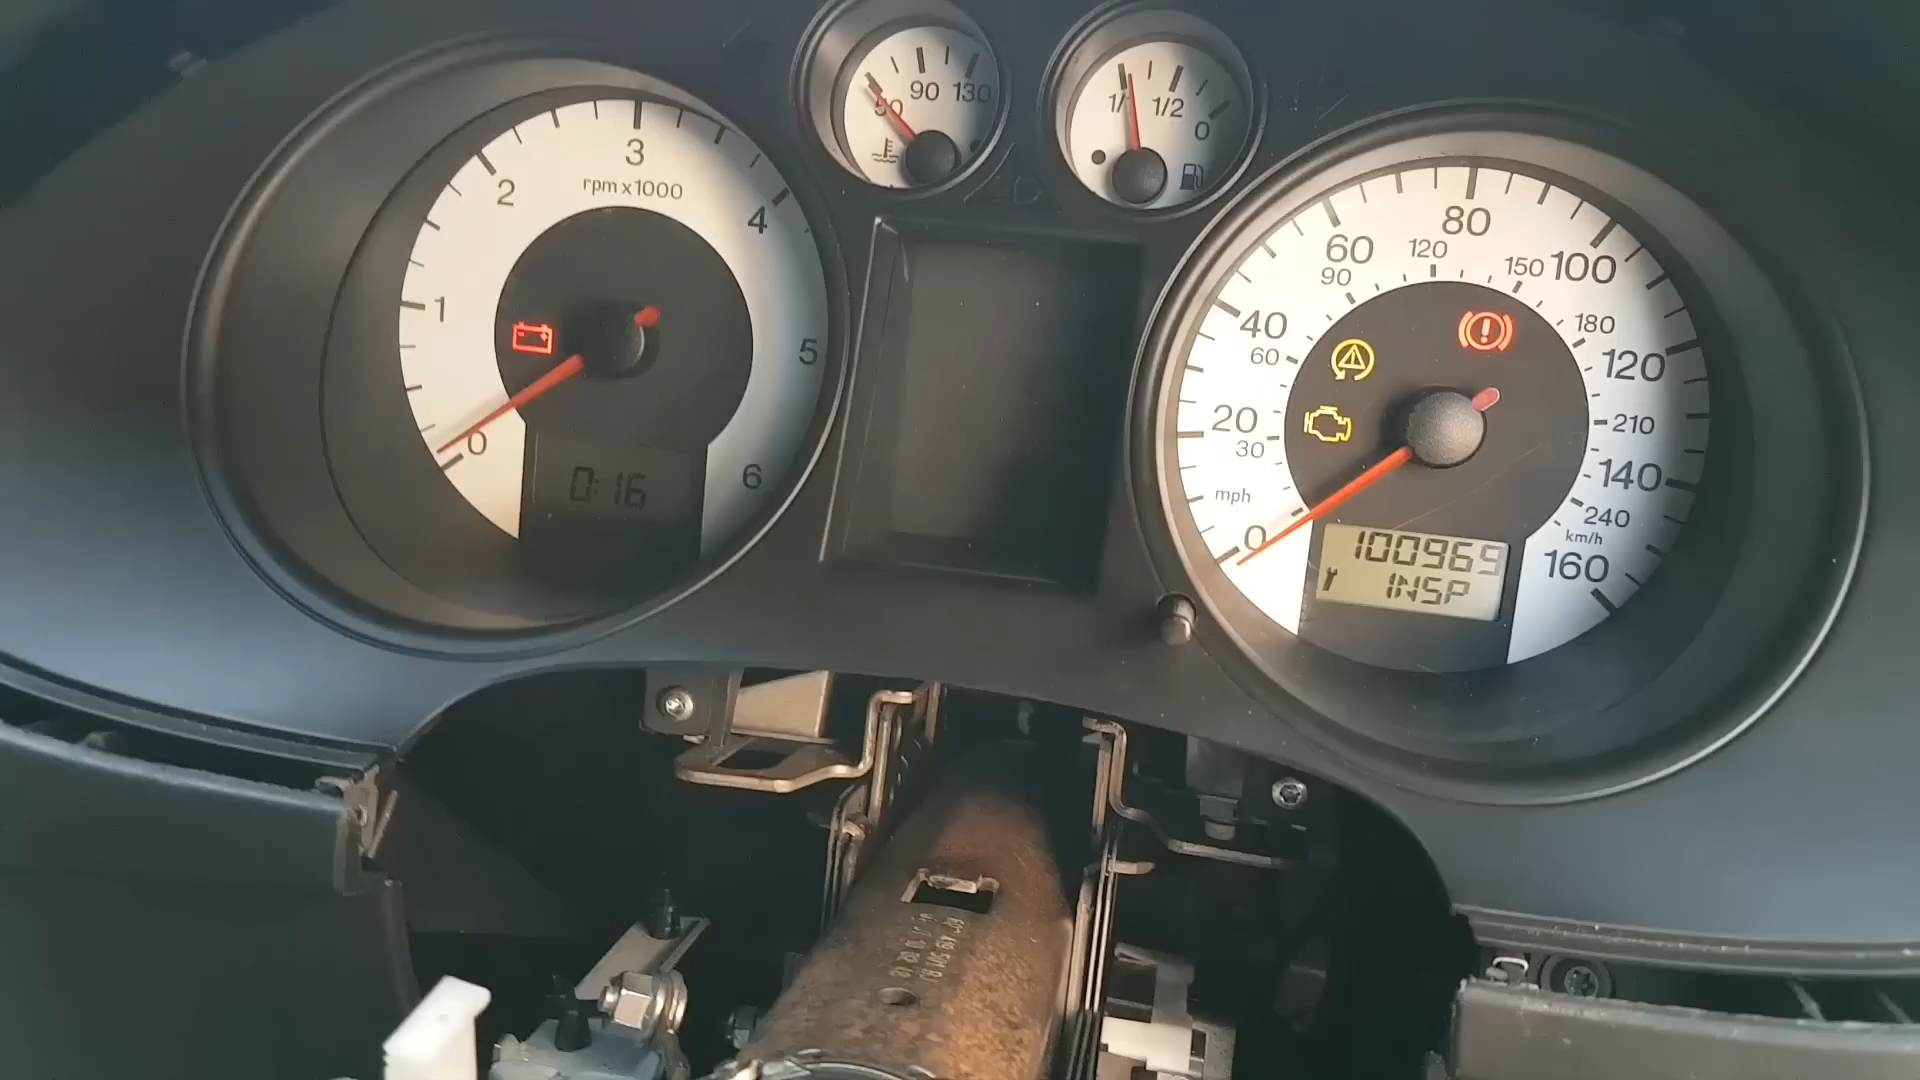 50 90 130
1/1 1/2 0
0 1 2 3 4 5 6
rpm x 1000
0:16
0 20 40 60 80 100 120 140 160
mph
30 60 90 120 150 180 210 240
km/h
100969
INSP